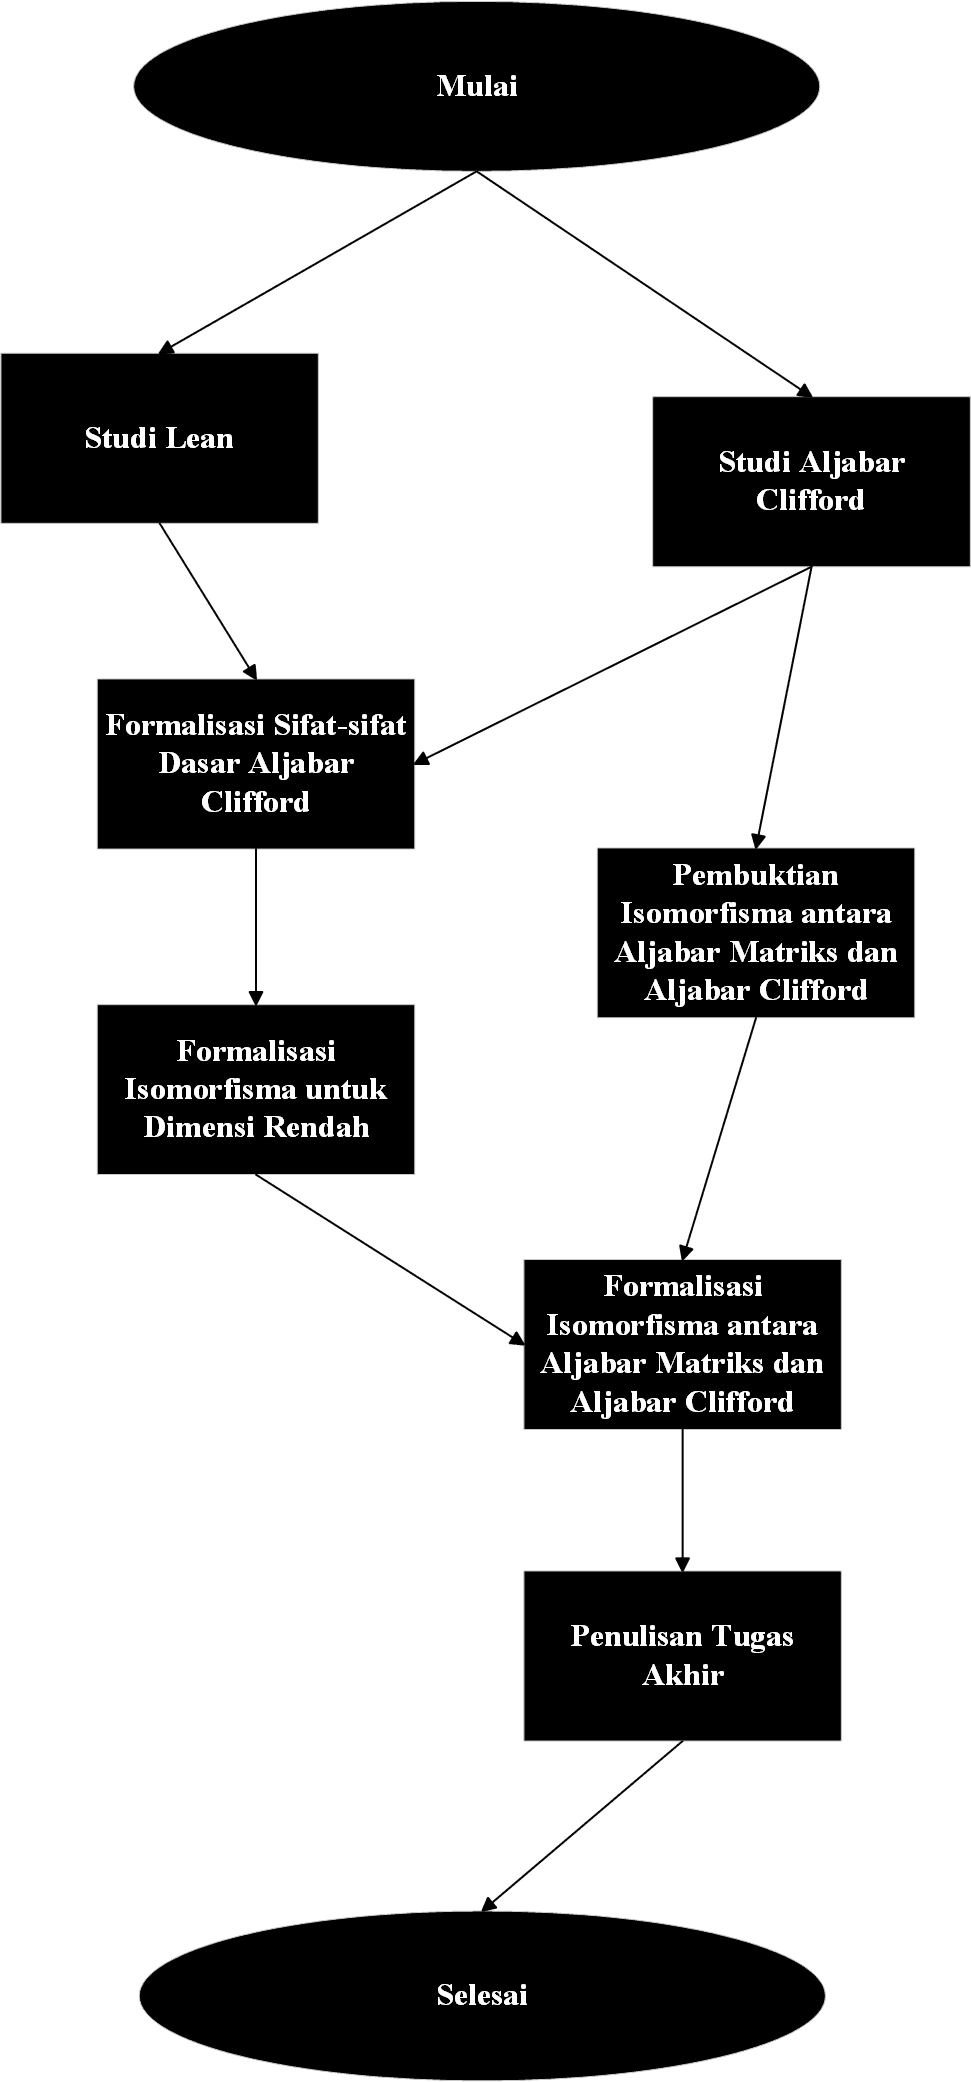 Mulai
Studi Lean
Studi Aljabar
Clifford
Formalisasi Sifat-sifat
Dasar Aljabar
Clifford
Pembuktian
Isomorfisma antara
Aljabar Matriks dan
Aljabar Clifford
Formalisasi
Isomorfisma untuk
Dimensi Rendah
Formalisasi
Isomorfisma antara
Aljabar Matriks dan
Aljabar Clifford
Penulisan Tugas
Akhir
Selesai